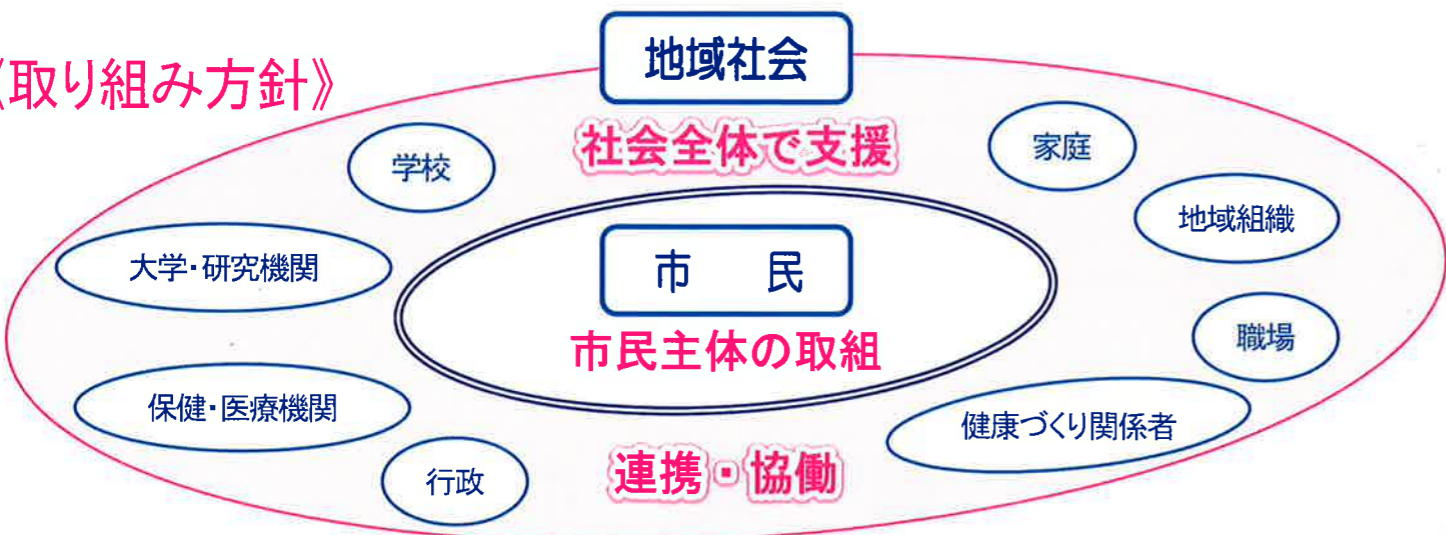 《取り組み方針》
地域社会
社会全体で支援
学校
家庭
地域組織
大学・研究機関
市　民
市民主体の取組
職場
保健・医療機関
健康づくり関係者
行政
連携・協働